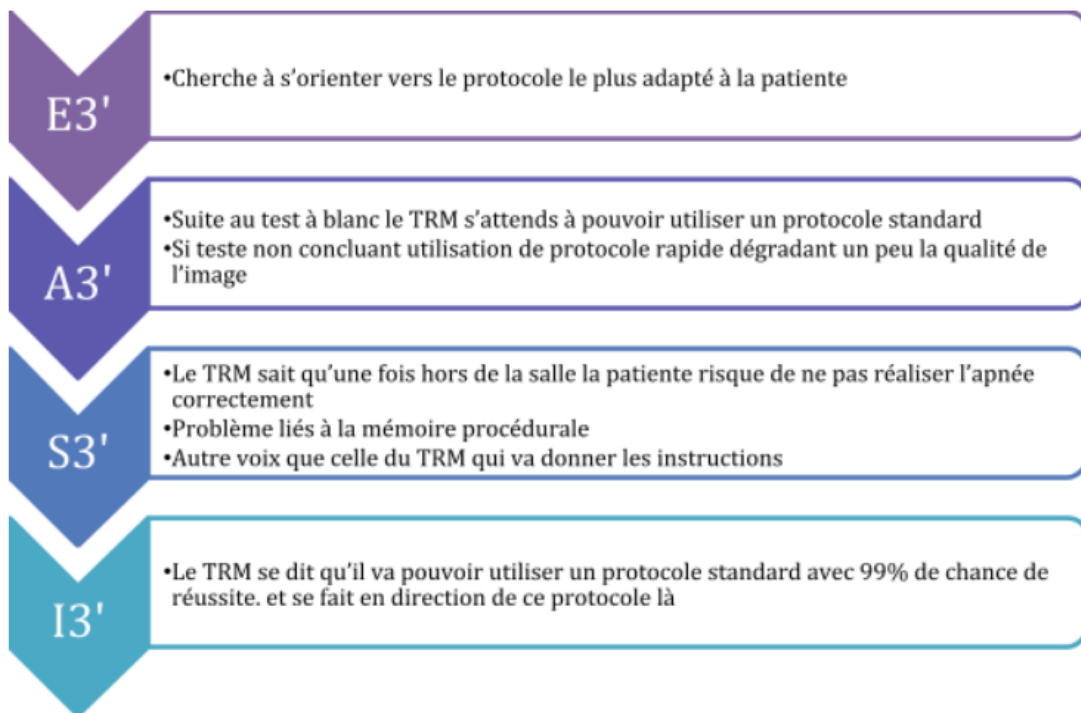 E3'
•Cherche à s'orienter vers le protocole le plus adapté à la patiente
A3'
•Suite au test à blanc le TRM s'attends à pouvoir utiliser un protocole standard
•Si teste non concluant utilisation de protocole rapide dégradant un peu la qualité de
l'image
S3'
•Le TRM sait qu'une fois hors de la salle la patiente risque de ne pas réaliser l'apnée
correctement
•Problème liés à la mémoire procédurale
•Autre voix que celle du TRM qui va donner les instructions
I3'
•Le TRM se dit qu'il va pouvoir utiliser un protocole standard avec 99% de chance de
réussite. et se fait en direction de ce protocole là